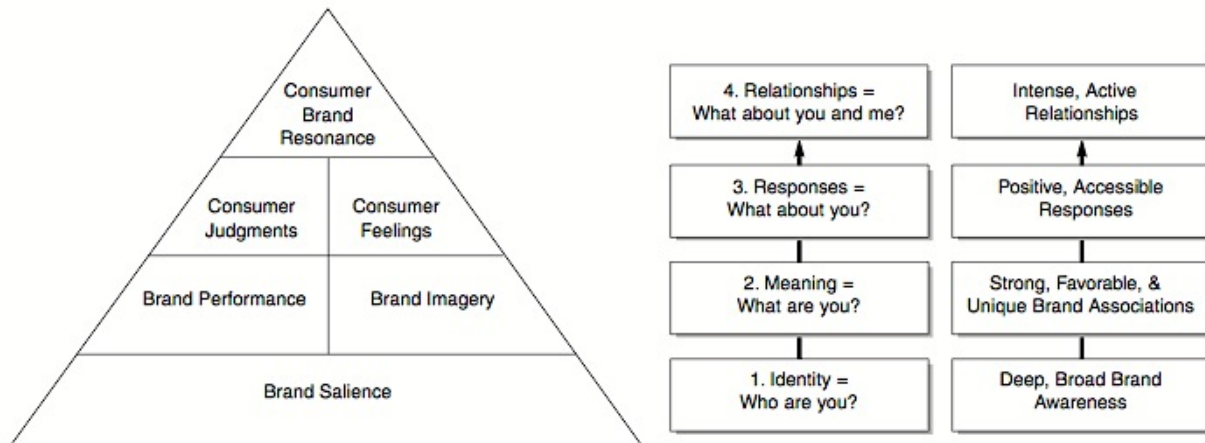 Consumer
Brand
Resonance
Consumer
Judgments
Consumer
Feelings
Brand Performance
Brand Imagery
Brand Salience
4. Relationships =
What about you and me?
3. Responses =
What about you?
2. Meaning =
What are you?
1. Identity =
Who are you?
Intense, Active
Relationships
Positive, Accessible
Responses
Strong, Favorable, &
Unique Brand Associations
Deep, Broad Brand
Awareness